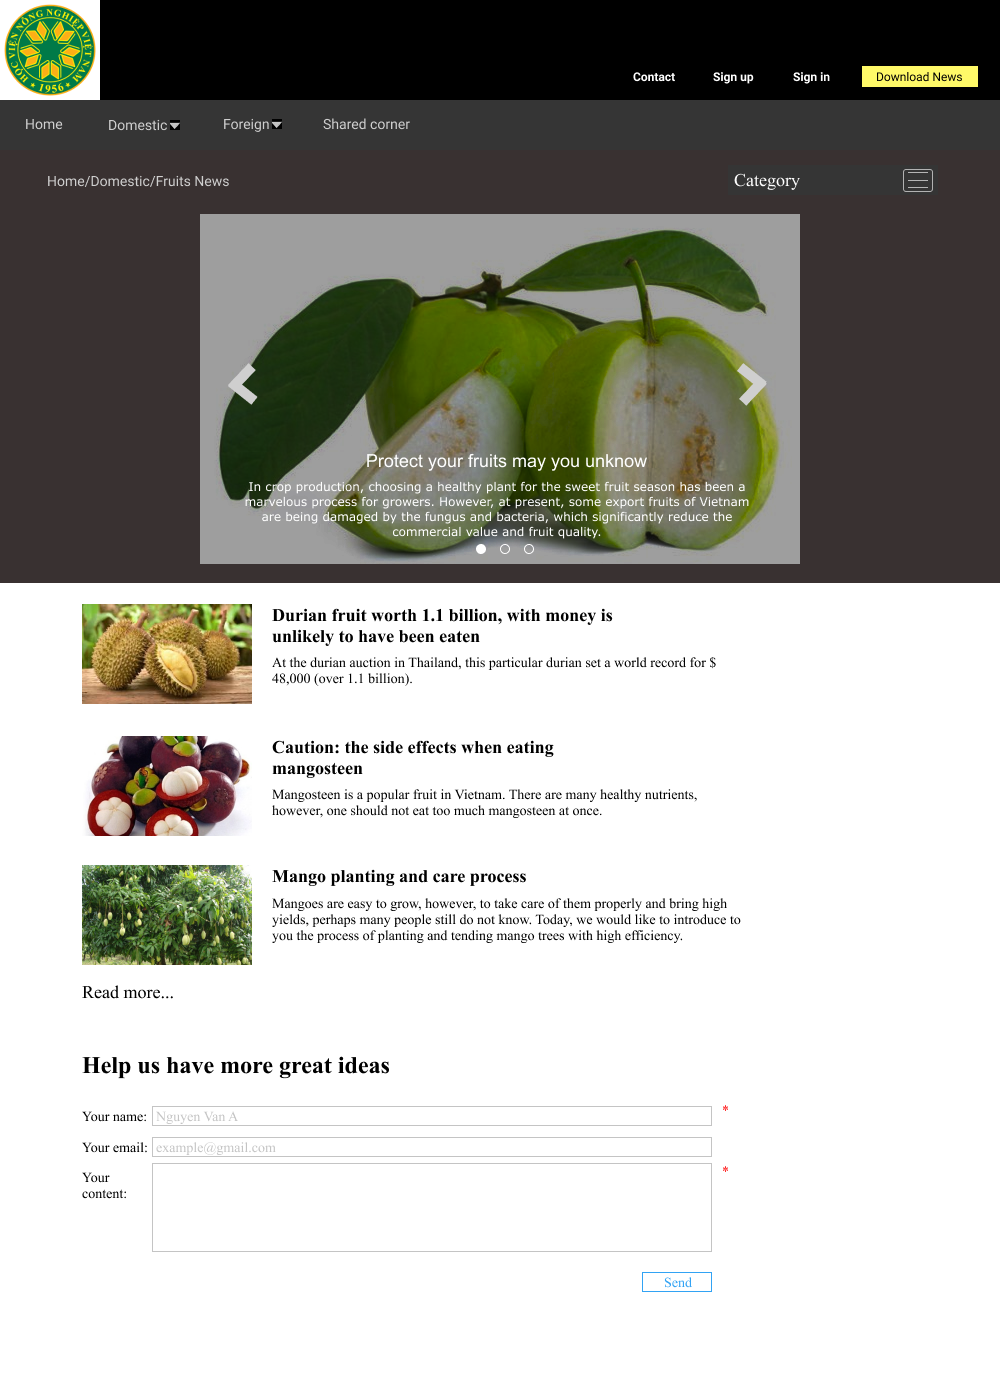 HỌC VIỆN NÔNG NGHIỆP VIỆT NAM
* 1956 *
Contact Sign up Sign in Download News
Home Domestic Foreign Shared corner
Home/Domestic/Fruits News
Category
Protect your fruits may you unknow
In crop production, choosing a healthy plant for the sweet fruit season has been a
marvelous process for growers. However, at present, some export fruits of Vietnam
are being damaged by the fungus and bacteria, which significantly reduce the
commercial value and fruit quality.
Durian fruit worth 1.1 billion, with money is
unlikely to have been eaten
At the durian auction in Thailand, this particular durian set a world record for $
48,000 (over 1.1 billion).
Caution: the side effects when eating
mangosteen
Mangosteen is a popular fruit in Vietnam. There are many healthy nutrients,
however, one should not eat too much mangosteen at once.
Mango planting and care process
Mangoes are easy to grow, however, to take care of them properly and bring high
yields, perhaps many people still do not know. Today, we would like to introduce to
you the process of planting and tending mango trees with high efficiency.
Read more...
Help us have more great ideas
Your name: Nguyen Van A *
Your email: example@gmail.com
Your
content: *
Send